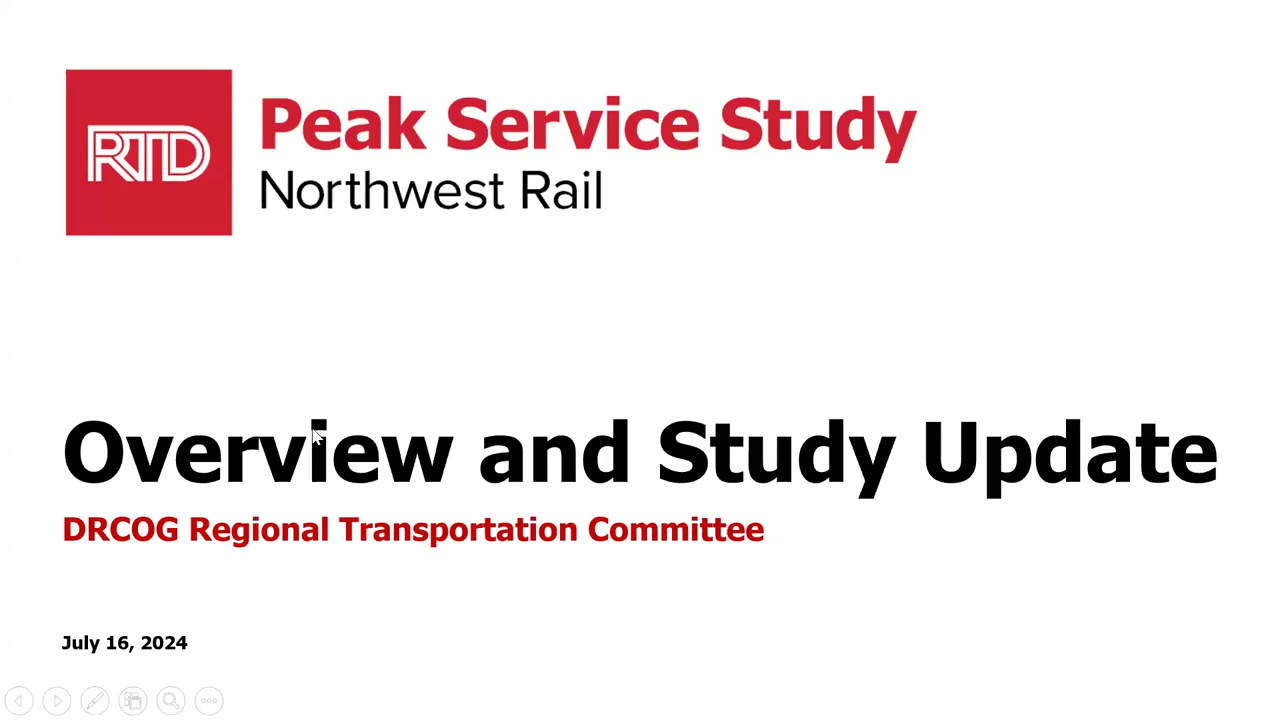 RTD
Peak Service Study
Northwest Rail
Overview and Study Update
DRCOG Regional Transportation Committee
July 16, 2024